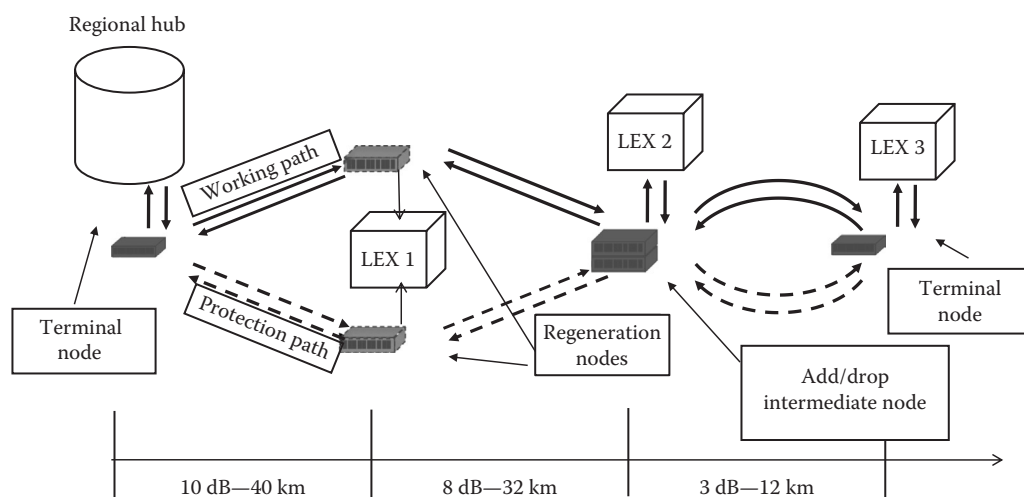 Regional hub
LEX 2
LEX 3
Working path
LEX 1
Terminal
node
Protection path
Regeneration
nodes
Terminal
node
Add/drop
intermediate node
10 dB—40 km
8 dB—32 km
3 dB—12 km